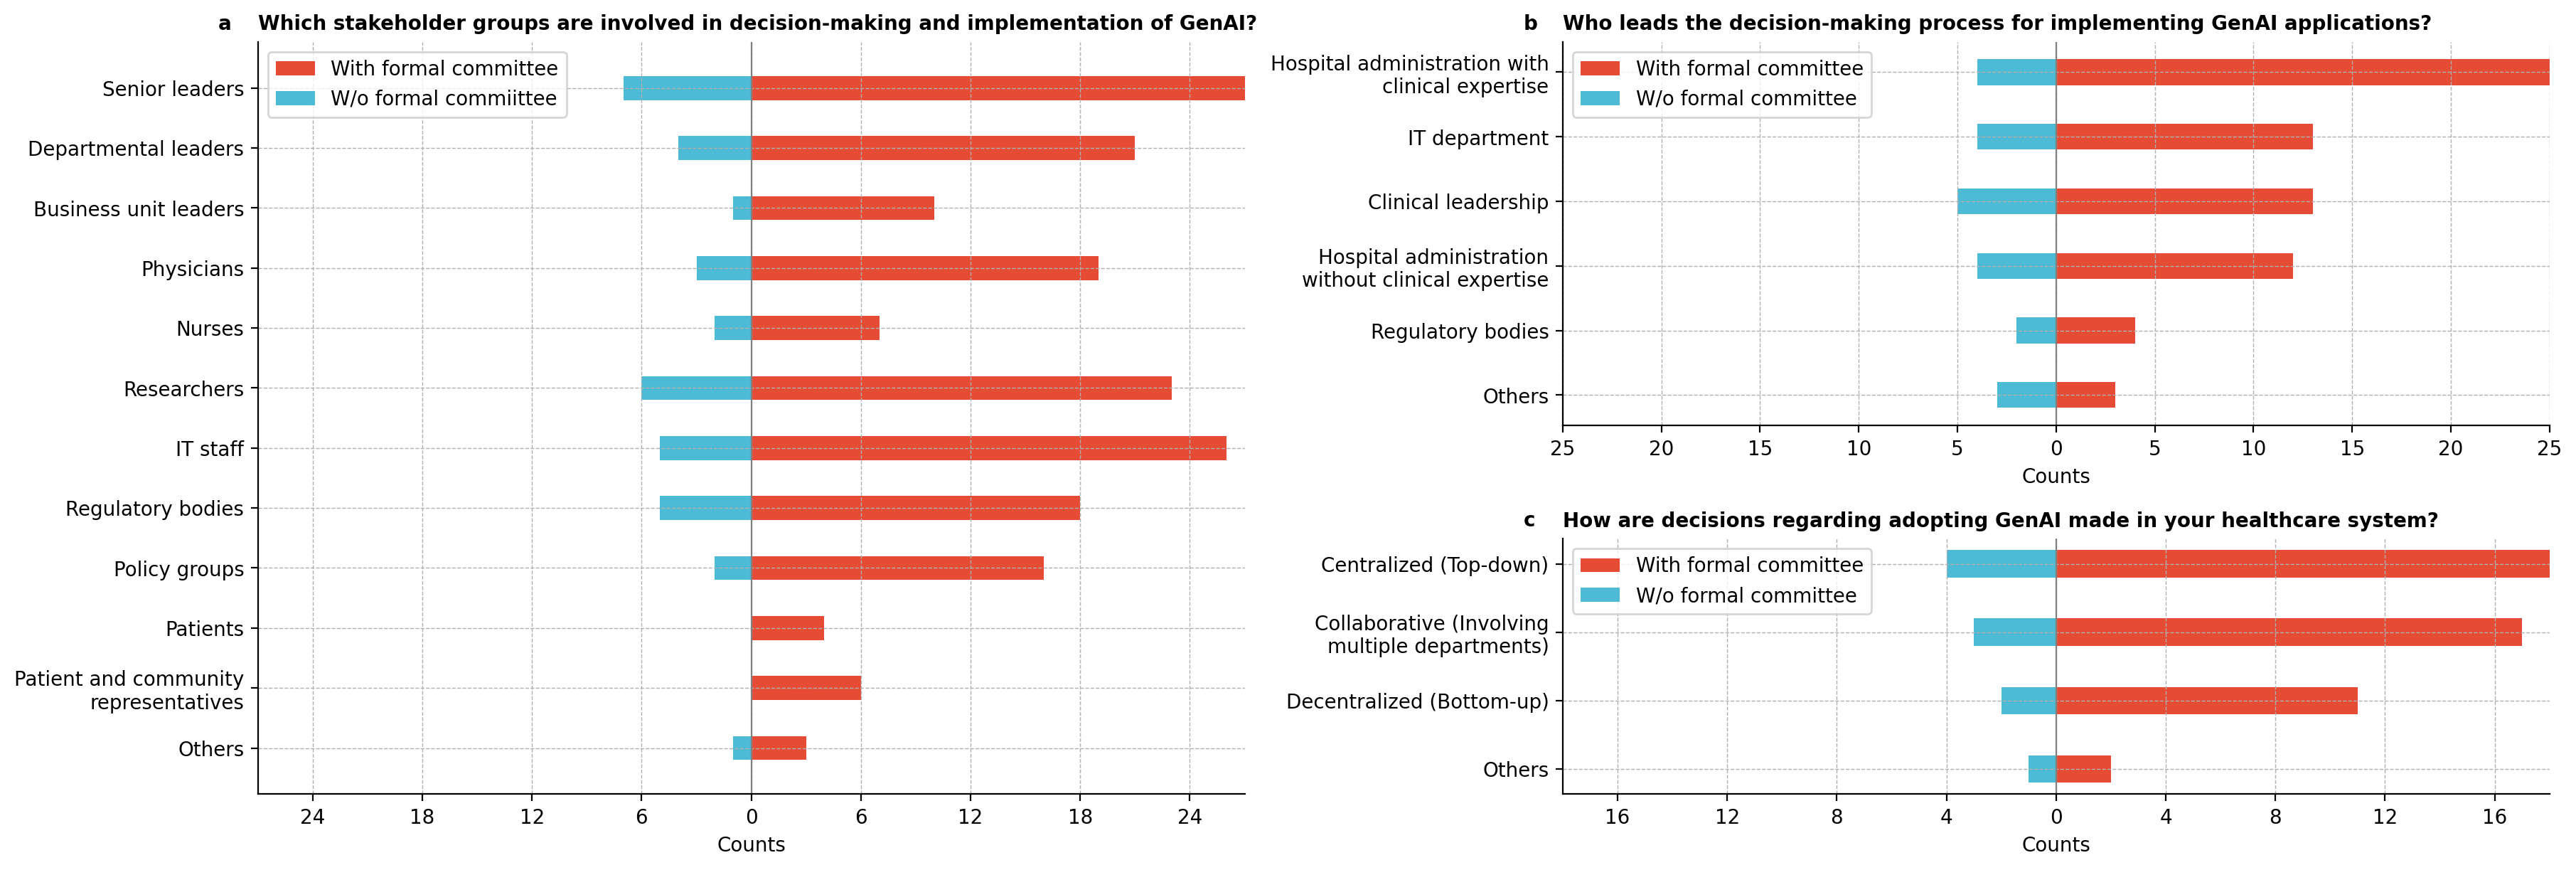 a Which stakeholder groups are involved in decision-making and implementation of GenAI?
With formal committee
W/o formal commiittee
Senior leaders
Departmental leaders
Business unit leaders
Physicians
Nurses
Researchers
IT staff
Regulatory bodies
Policy groups
Patients
Patient and community
representatives
Others
24 18 12 6 0 6 12 18 24
Counts
b Who leads the decision-making process for implementing GenAI applications?
With formal committee
W/o formal committee
Hospital administration with
clinical expertise
IT department
Clinical leadership
Hospital administration
without clinical expertise
Regulatory bodies
Others
25 20 15 10 5 0 5 10 15 20 25
Counts
c How are decisions regarding adopting GenAI made in your healthcare system?
With formal committee
W/o formal committee
Centralized (Top-down)
Collaborative (Involving
multiple departments)
Decentralized (Bottom-up)
Others
16 12 8 4 0 4 8 12 16
Counts